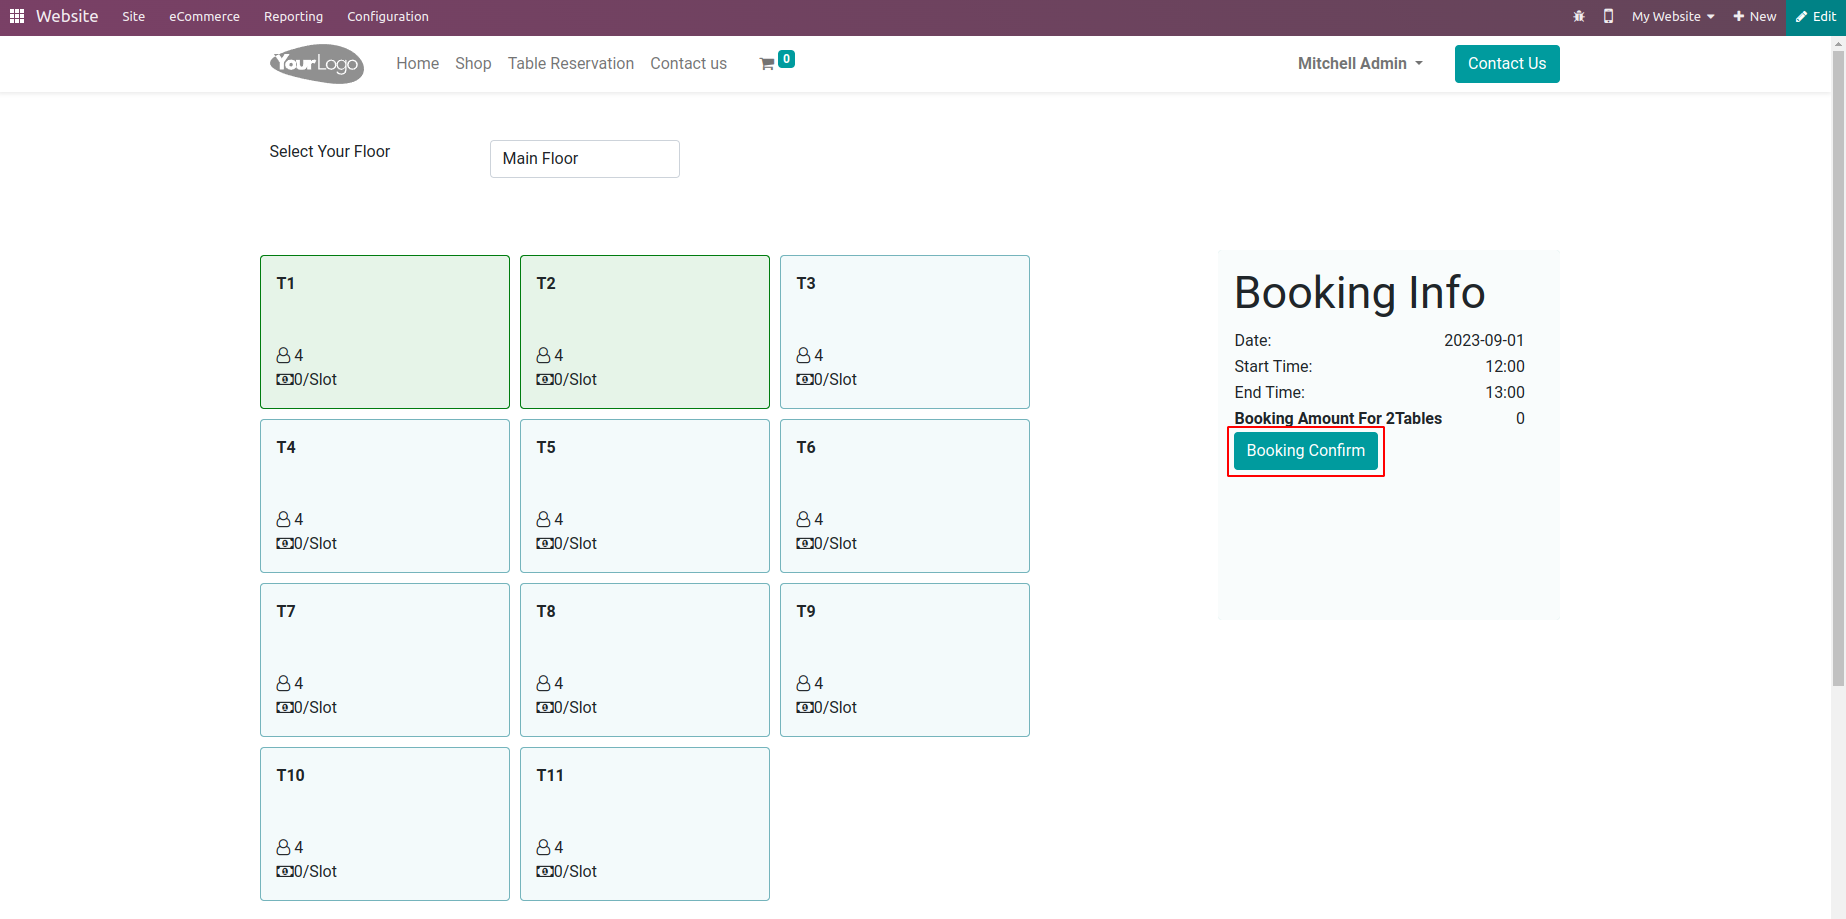 Website Site eCommerce Reporting Configuration My Website New Edit
YourLogo Home Shop Table Reservation Contact us 0 Mitchell Admin Contact Us
Select Your Floor Main Floor
T1
4
0/Slot
T2
4
0/Slot
T3
4
0/Slot
T4
4
0/Slot
T5
4
0/Slot
T6
4
0/Slot
T7
4
0/Slot
T8
4
0/Slot
T9
4
0/Slot
T10
4
0/Slot
T11
4
0/Slot
Booking Info
Date: 2023-09-01
Start Time: 12:00
End Time: 13:00
Booking Amount For 2Tables 0
Booking Confirm